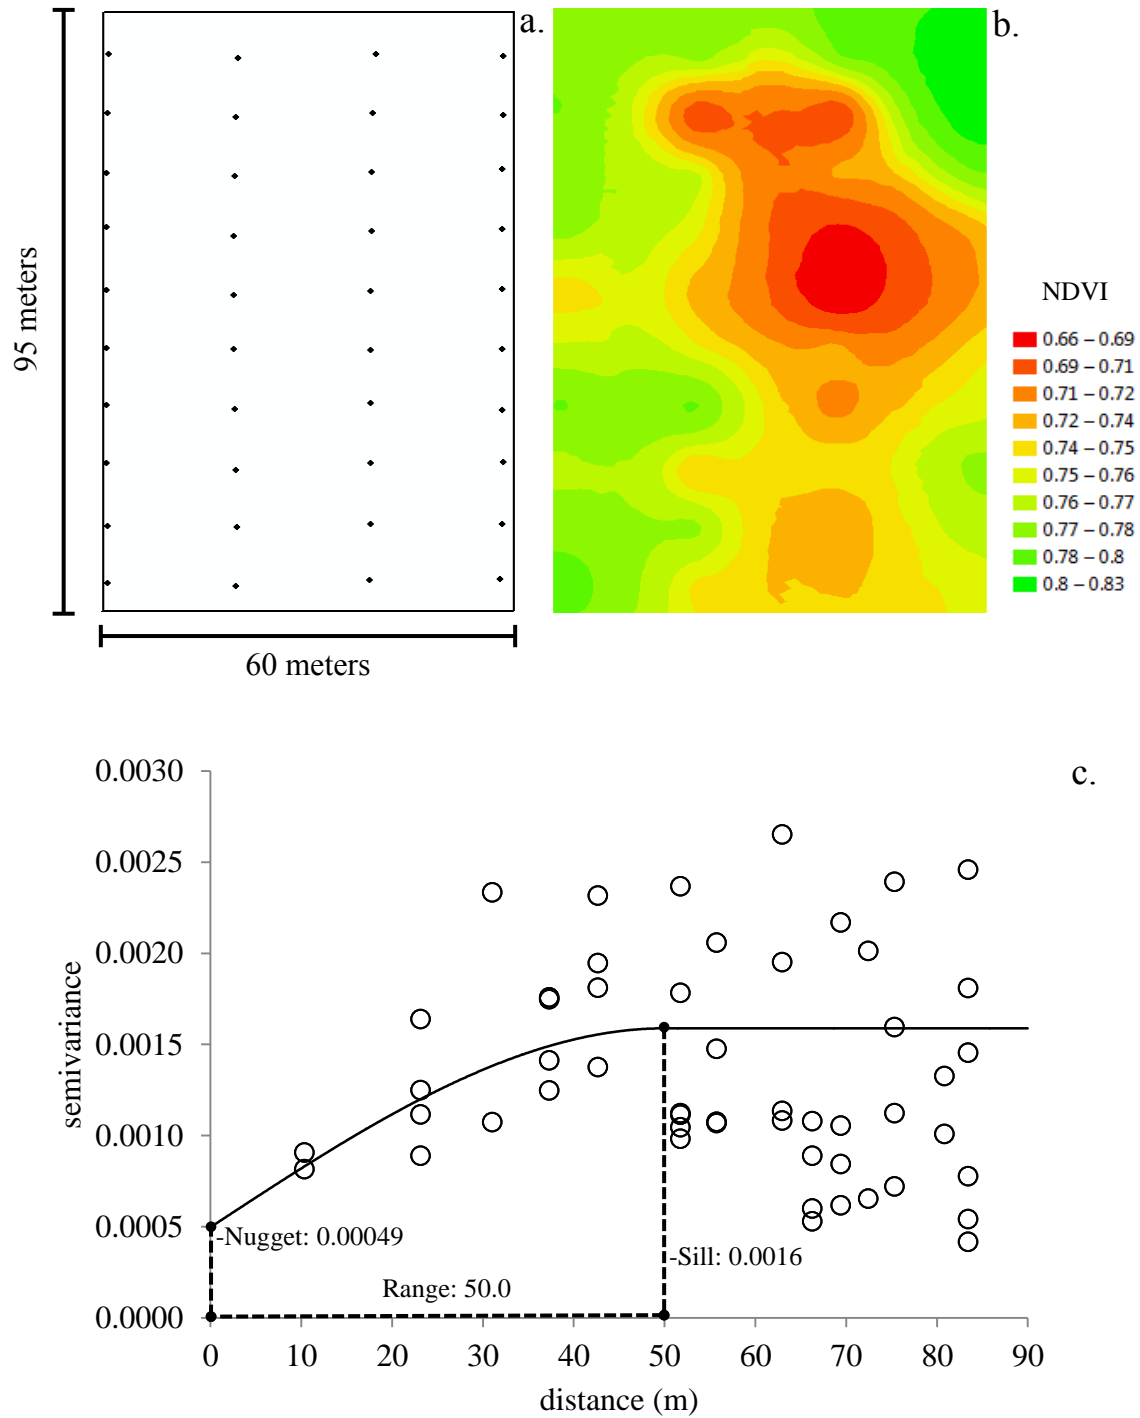 a.
b.
95 meters
60 meters
NDVI
0.66 – 0.69
0.69 – 0.71
0.71 – 0.72
0.72 – 0.74
0.74 – 0.75
0.75 – 0.76
0.76 – 0.77
0.77 – 0.78
0.78 – 0.8
0.8 – 0.83
c.
0.0030
0.0025
0.0020
0.0015
0.0010
0.0005
0.0000
semivariance
-Nugget: 0.00049
-Sill: 0.0016
Range: 50.0
0 10 20 30 40 50 60 70 80 90
distance (m)